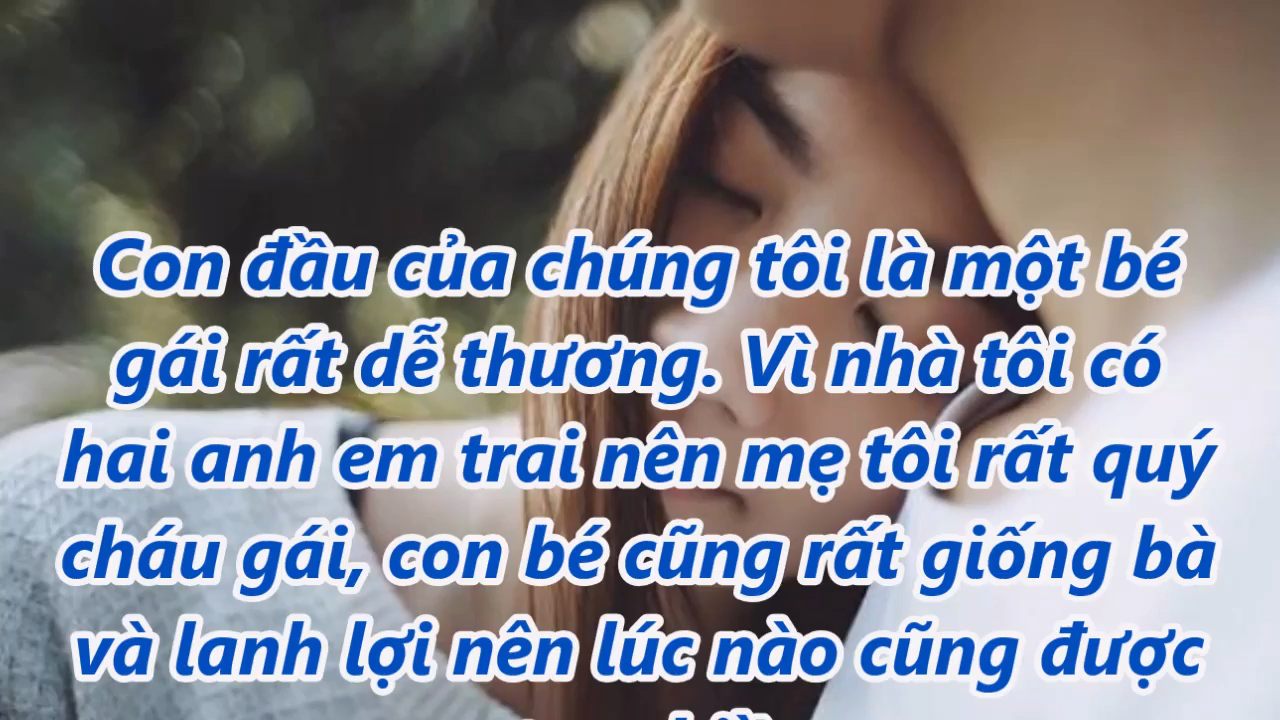 Con đầu của chúng tôi là một bé
gái rất dễ thương. Vì nhà tôi có
hai anh em trai nên mẹ tôi rất quý
cháu gái, con bé cũng rất giống bà
và lanh lợi nên lúc nào cũng được